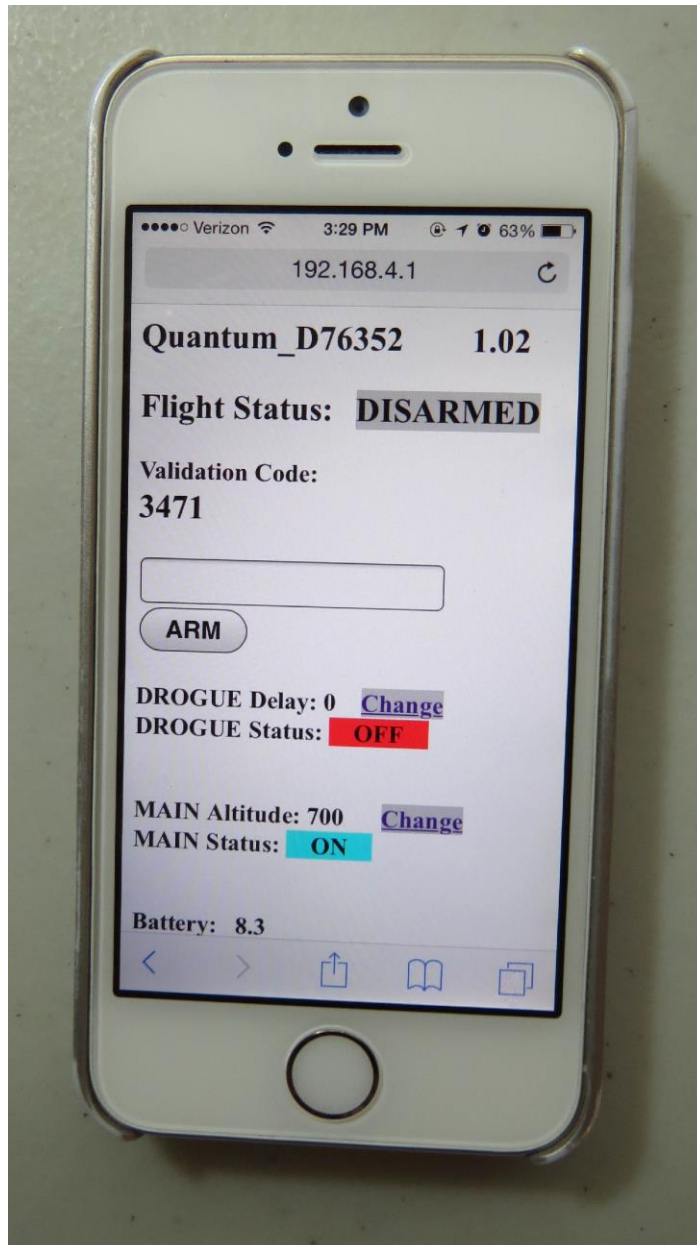 Verizon 3:29 PM 63%
192.168.4.1
Quantum_D76352 1.02
Flight Status: DISARMED
Validation Code:
3471
ARM
DROGUE Delay: 0 Change
DROGUE Status: OFF
MAIN Altitude: 700 Change
MAIN Status: ON
Battery: 8.3